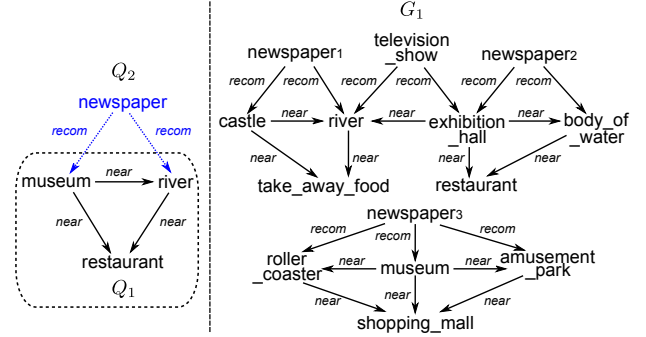 Q2
newspaper
recom recom
museum near river
near near
restaurant
Q1
G1
newspaper1 television newspaper2
_show
recom recom recom recom recom recom
castle near river near exhibition near body_of
_hall _water
near near near near
take_away_food restaurant
newspaper3
recom recom recom
roller museum amusement
_coaster near near _park
near near near
shopping_mall